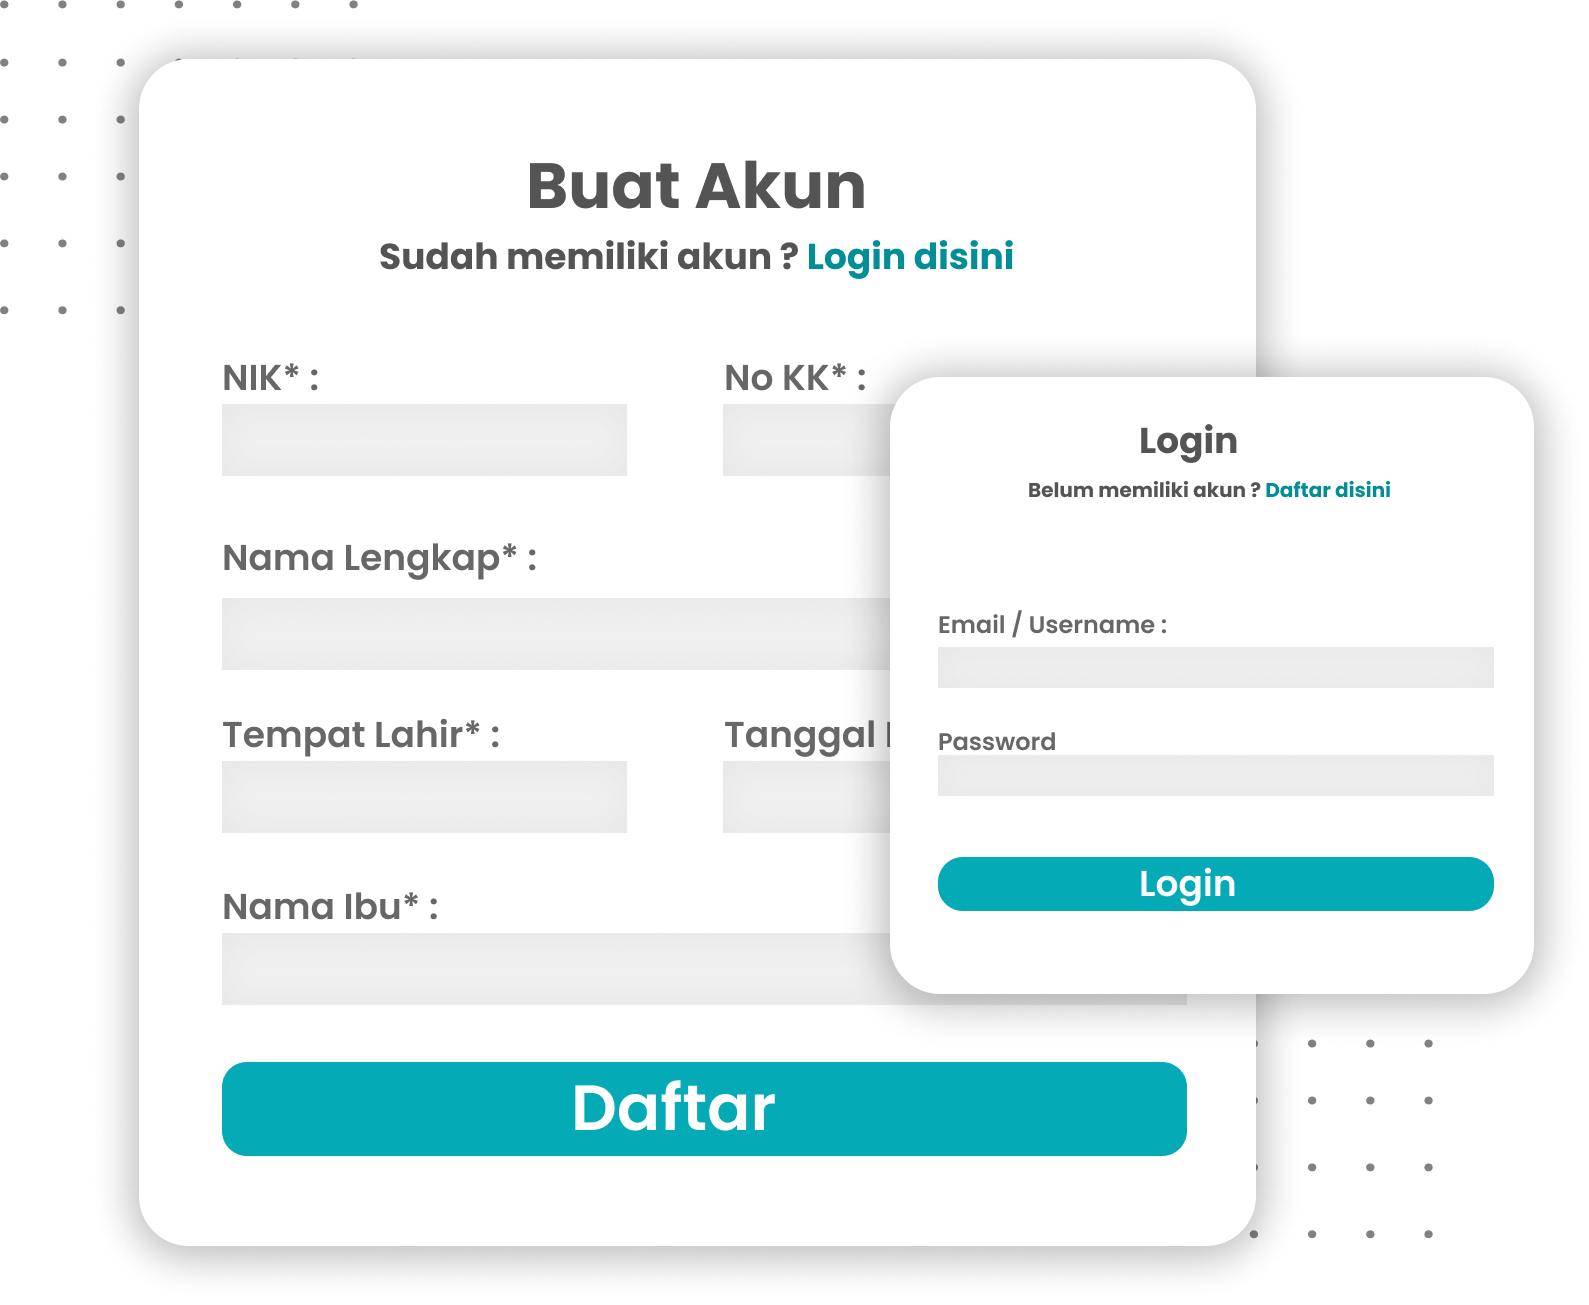 Buat Akun
Sudah memiliki akun ? Login disini
NIK* :
No KK* :
Nama Lengkap* :
Tempat Lahir* :
Tanggal
Nama Ibu* :
Daftar
Login
Belum memiliki akun ? Daftar disini
Email / Username :
Password
Login